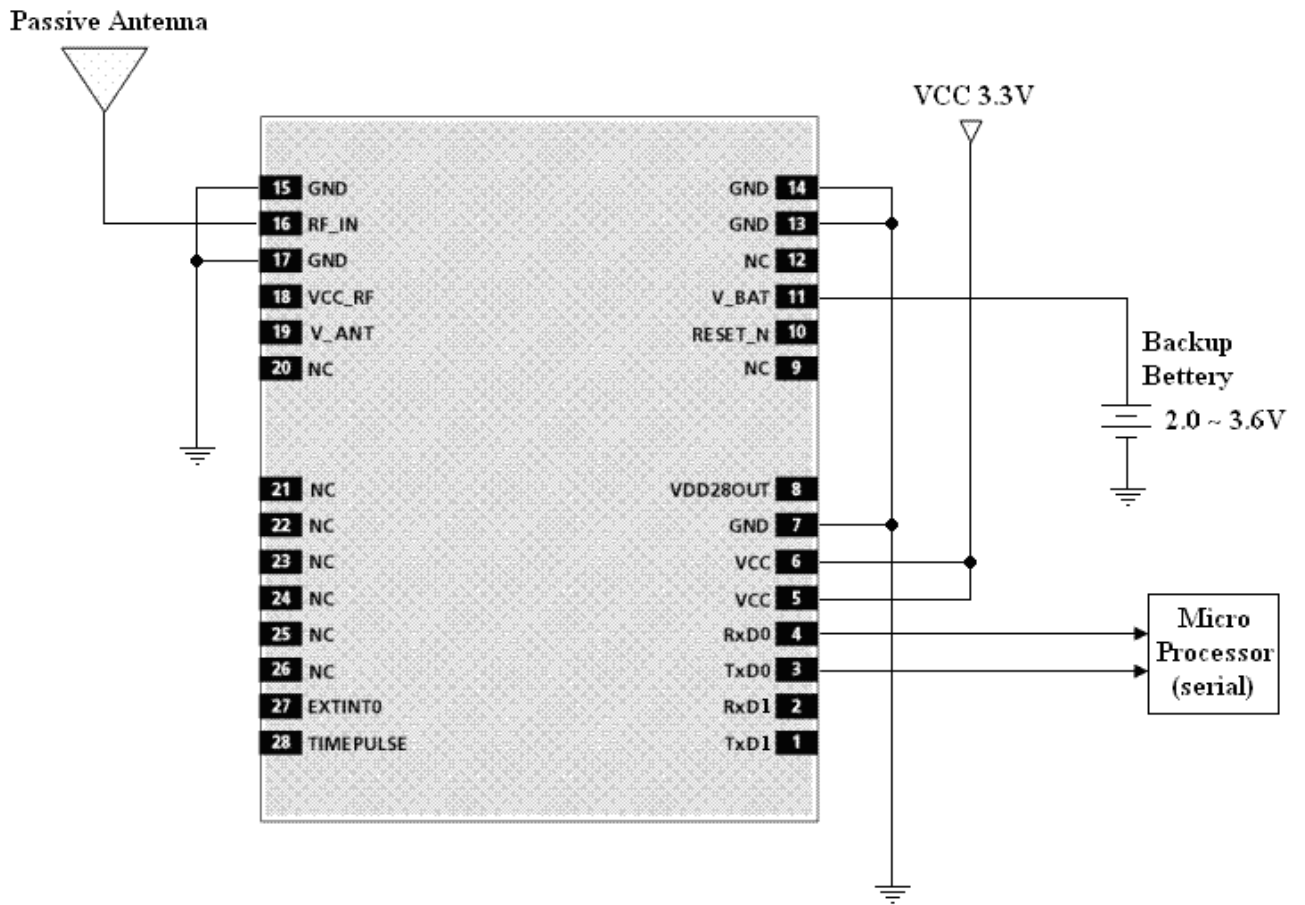 Passive Antenna
VCC 3.3V
15 GND
16 RF_IN
17 GND
18 VCC_RF
19 V_ANT
20 NC
21 NC
22 NC
23 NC
24 NC
25 NC
26 NC
27 EXTINT0
28 TIMEPULSE
GND 14
GND 13
NC 12
V_BAT 11
RESET_N 10
NC 9
VDD28OUT 8
GND 7
VCC 6
VCC 5
RxD0 4
TxD0 3
RxD1 2
TxD1 1
Backup
Bettery
2.0 ~ 3.6V
Micro
Processor
(serial)